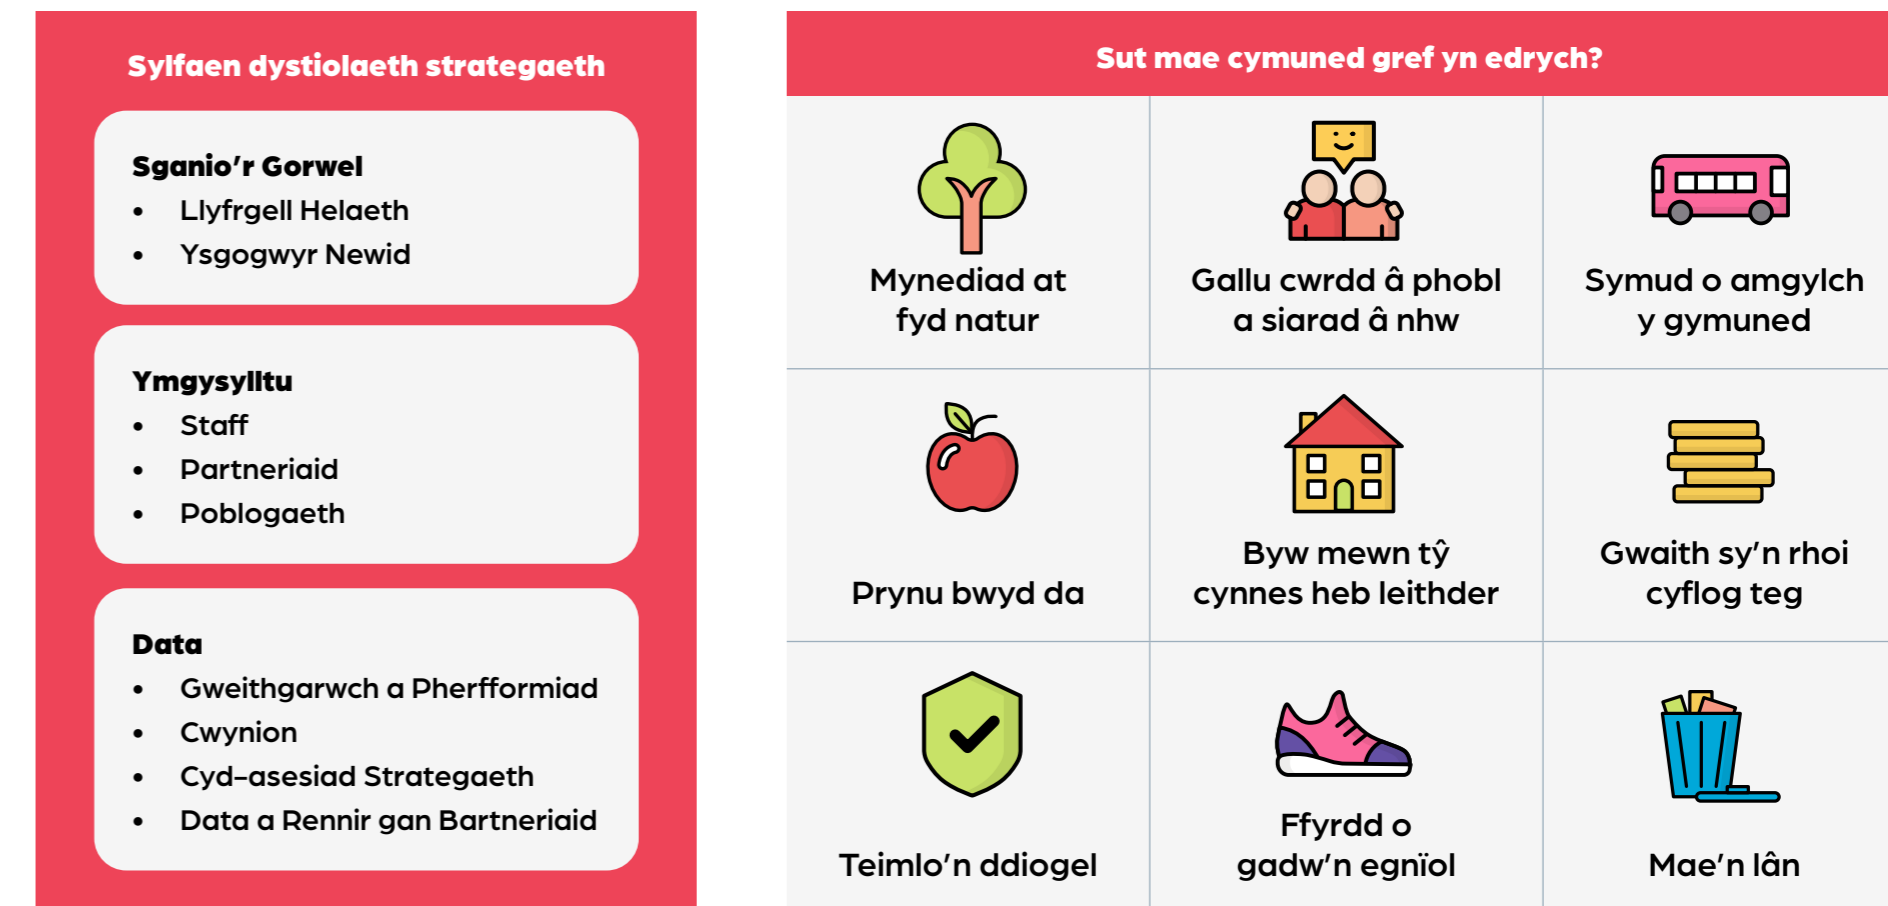 Sylfaen dystiolaeth strategaeth
Sganio'r Gorwel
• Llyfrgell Helaeth
• Ysgogwyr Newid
Ymgysylltu
• Staff
• Partneriaid
• Poblogaeth
Data
• Gweithgarwch a Pherfformiad
• Cwynion
• Cyd-asesiad Strategaeth
• Data a Rennir gan Bartneriaid
Sut mae cymuned gref yn edrych?
Mynediad at
fyd natur
Gallu cwrdd â phobl
a siarad â nhw
Symud o amgylch
y gymuned
Prynu bwyd da
Byw mewn tŷ
cynnes heb leithder
Gwaith sy'n rhoi
cyflog teg
Teimlo'n ddiogel
Ffyrdd o
gadw'n egnïol
Mae'n lân